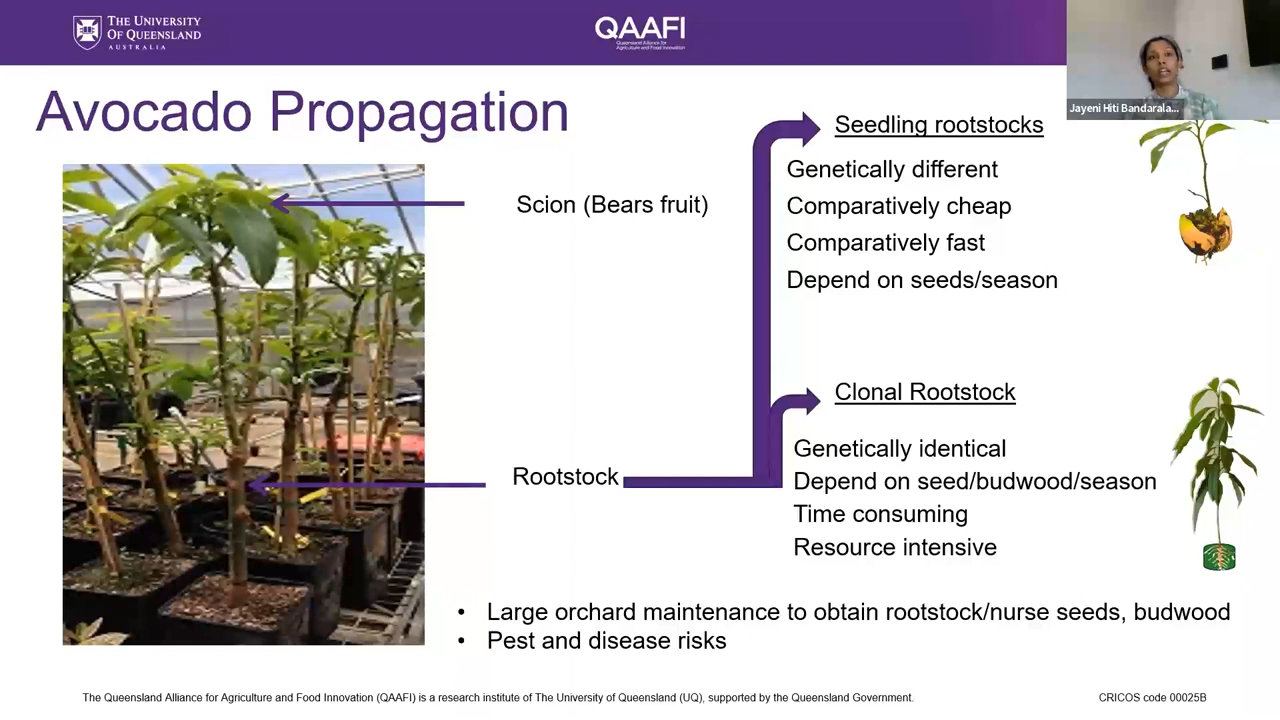 THE UNIVERSITY
OF QUEENSLAND
AUSTRALIA
QAAFI
Queensland Alliance for
Agriculture and Food Innovation
Jayeni Hiti Bandarala...
Avocado Propagation
Scion (Bears fruit)
Rootstock
Seedling rootstocks
Genetically different
Comparatively cheap
Comparatively fast
Depend on seeds/season
Clonal Rootstock
Genetically identical
Depend on seed/budwood/season
Time consuming
Resource intensive
• Large orchard maintenance to obtain rootstock/nurse seeds, budwood
• Pest and disease risks
The Queensland Alliance for Agriculture and Food Innovation (QAAFI) is a research institute of The University of Queensland (UQ), supported by the Queensland Government.
CRICOS code 00025B